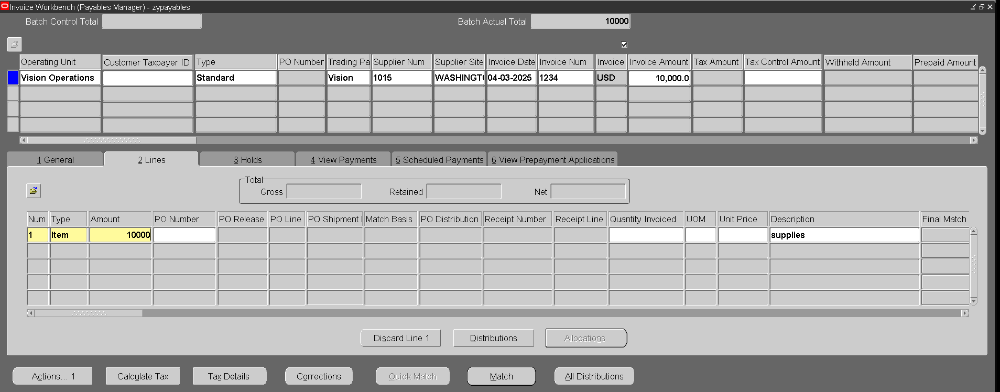 Invoice Workbench (Payables Manager) - zypayables
Batch Control Total
Batch Actual Total 10000
Operating Unit Customer Taxpayer ID Type PO Number Trading Pa Supplier Num Supplier Site Invoice Date Invoice Num Invoice Invoice Amount Tax Amount Tax Control Amount Withheld Amount Prepaid Amount
Vision Operations Standard Vision 1015 WASHINGT 04-03-2025 1234 USD 10,000.0
1 General 2 Lines 3 Holds 4 View Payments 5 Scheduled Payments 6 View Prepayment Applications
Total
Gross Retained Net
Num Type Amount PO Number PO Release PO Line PO Shipment Match Basis PO Distribution Receipt Number Receipt Line Quantity Invoiced UOM Unit Price Description Final Match
1 Item 10000 supplies
Discard Line 1 Distributions Allocations
Actions... 1 Calculate Tax Tax Details Corrections Quick Match Match All Distributions